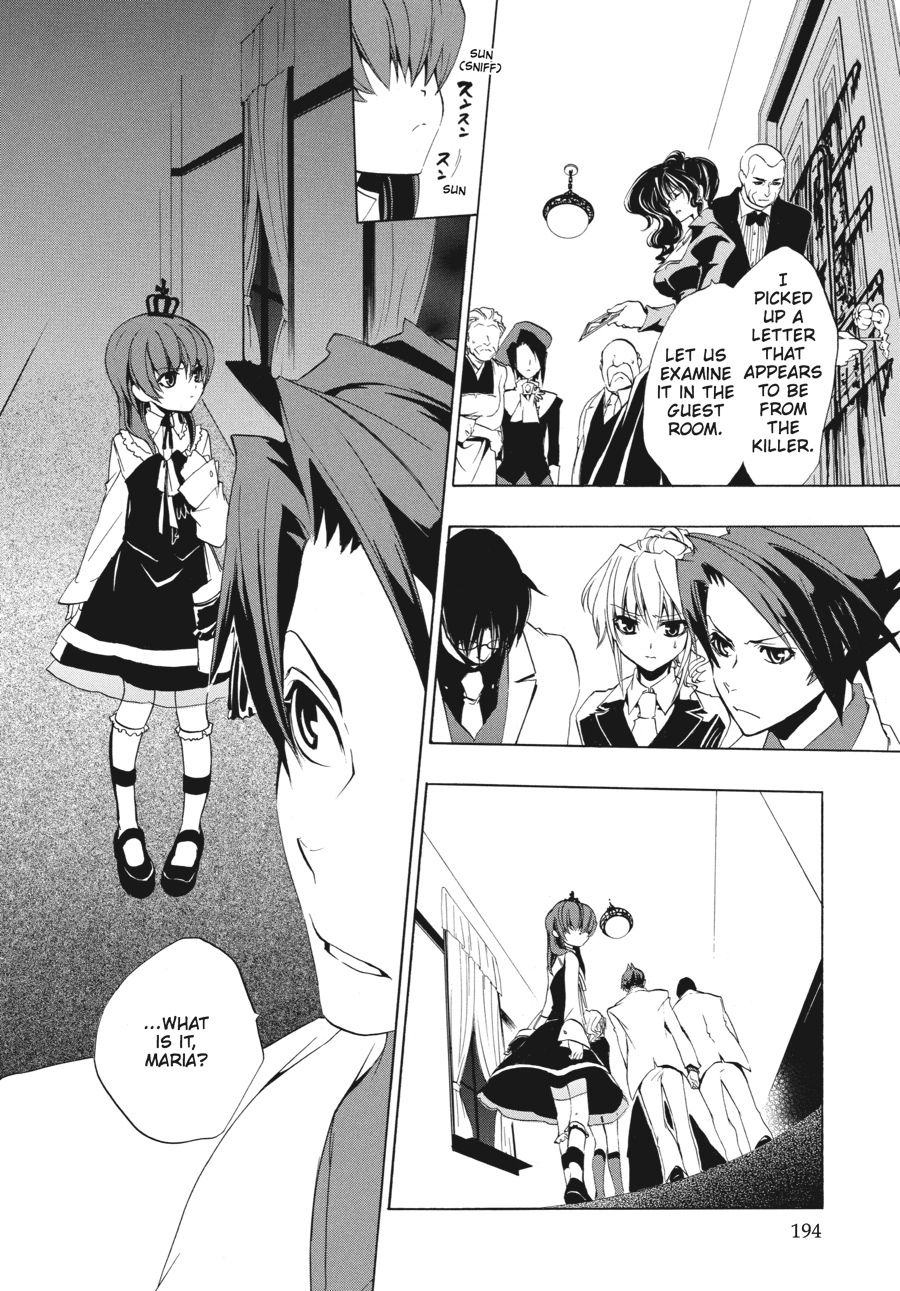 I
PICKED
UP A
LETTER
THAT
APPEARS
TO BE
FROM
THE
KILLER.
LET US
EXAMINE
IT IN THE
GUEST
ROOM.
SUN
(SNIFF)
スンスン
スン
SUN
...WHAT
IS IT,
MARIA?
194